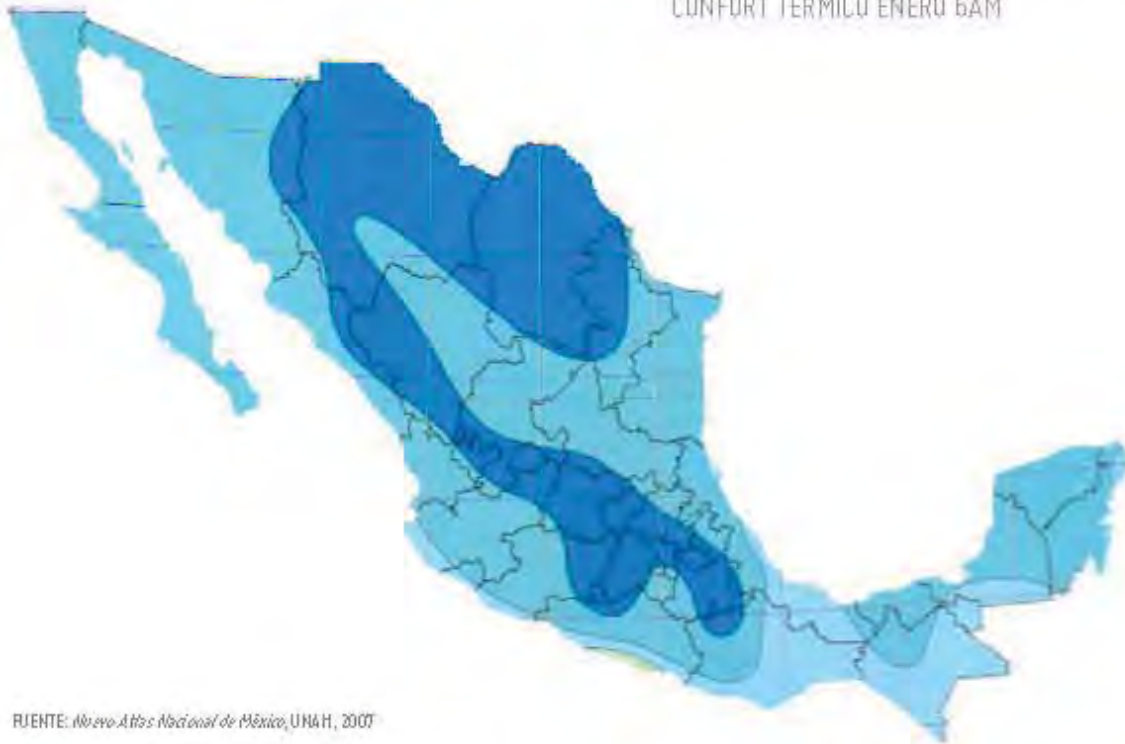 CONFORT TERMICO ENERO 6AM
FUENTE: Nuevo Atlas Nacional de México, UNAM, 2007